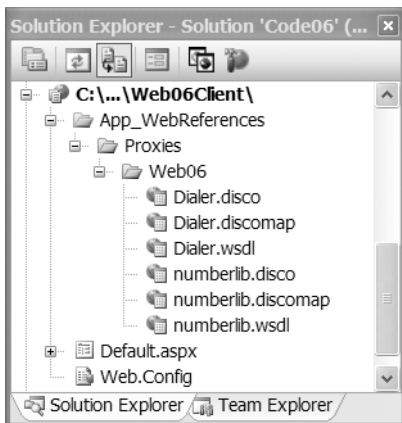 Solution Explorer - Solution 'Code06' (...
C:\...\Web06Client\
App_WebReferences
Proxies
Web06
Dialer.disco
Dialer.discomap
Dialer.wsdl
numberlib.disco
numberlib.discomap
numberlib.wsdl
Default.aspx
Web.Config
Solution Explorer Team Explorer